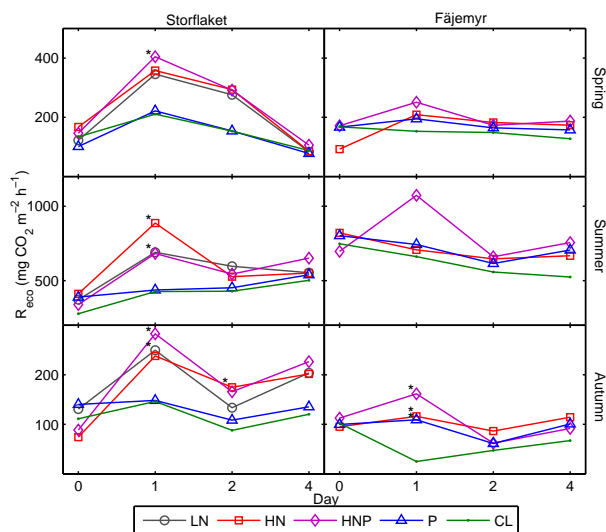 Storflaket Fäjemyr
400
200
Spring
*
1000
500
Summer
*
*
R_eco (mg CO_2 m^-2 h^-1)
200
100
Autumn
*
*
*
*
*
0 1 2 4 0 1 2 4
Day
LN HN HNP P CL